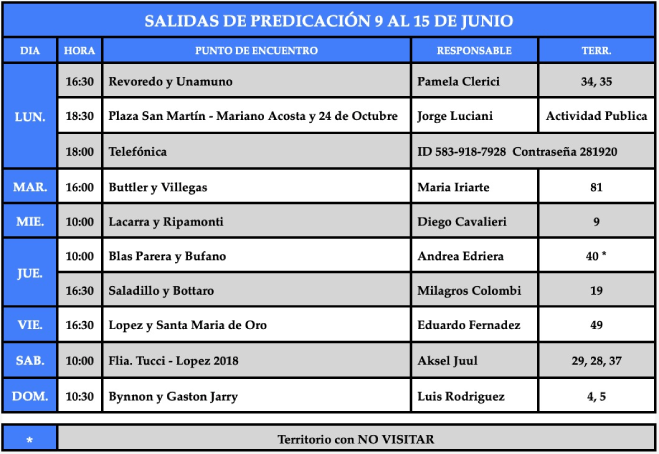 SALIDAS DE PREDICACIÓN 9 AL 15 DE JUNIO
DIA HORA PUNTO DE ENCUENTRO RESPONSABLE TERR.
LUN. 16:30 Revoredo y Unamuno Pamela Clerici 34, 35
18:30 Plaza San Martín - Mariano Acosta y 24 de Octubre Jorge Luciani Actividad Publica
18:00 Telefónica ID 583-918-7928 Contraseña 281920
MAR. 16:00 Buttler y Villegas Maria Iriarte 81
MIE. 10:00 Lacarra y Ripamonti Diego Cavalieri 9
JUE. 10:00 Blas Parera y Bufano Andrea Edriera 40 *
16:30 Saladillo y Bottaro Milagros Colombi 19
VIE. 16:30 Lopez y Santa Maria de Oro Eduardo Fernadez 49
SAB. 10:00 Flia. Tucci - Lopez 2018 Aksel Juul 29, 28, 37
DOM. 10:30 Bynnon y Gaston Jarry Luis Rodriguez 4, 5
* Territorio con NO VISITAR